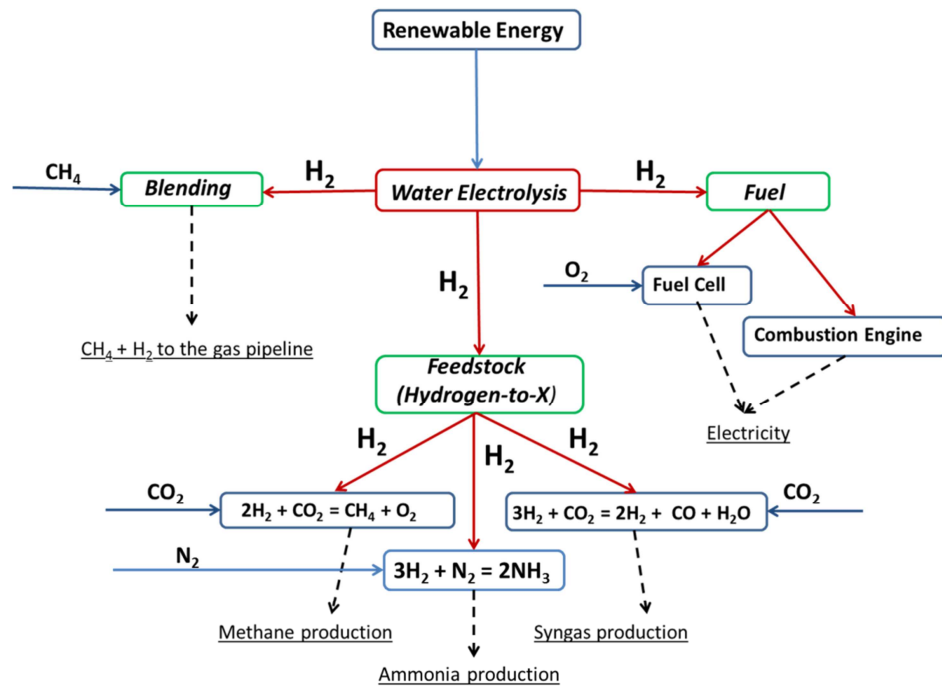 Renewable Energy
CH₄
Blending
H₂
Water Electrolysis
H₂
Fuel
H₂
O₂
Fuel Cell
Combustion Engine
CH₄ + H₂ to the gas pipeline
Feedstock
(Hydrogen-to-X)
Electricity
H₂
H₂
H₂
CO₂
2H₂ + CO₂ = CH₄ + O₂
3H₂ + CO₂ = 2H₂ + CO + H₂O
CO₂
N₂
3H₂ + N₂ = 2NH₃
Methane production
Syngas production
Ammonia production